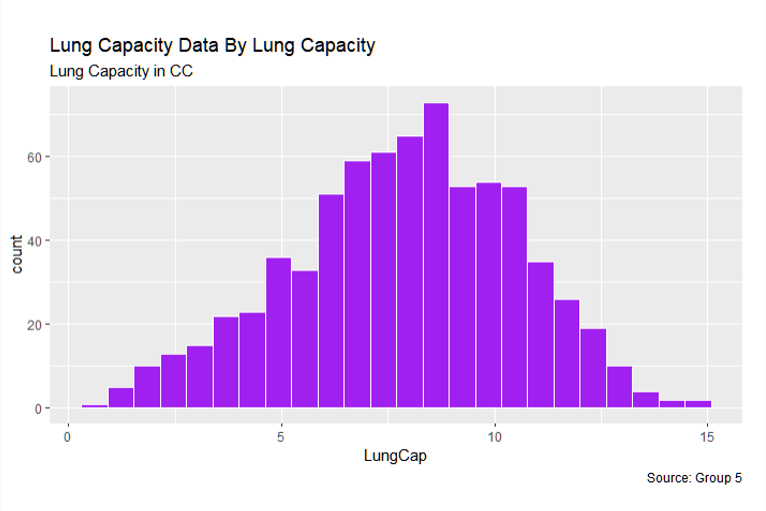 Lung Capacity Data By Lung Capacity
Lung Capacity in CC
count
60
40
20
0
0 5 10 15
LungCap
Source: Group 5